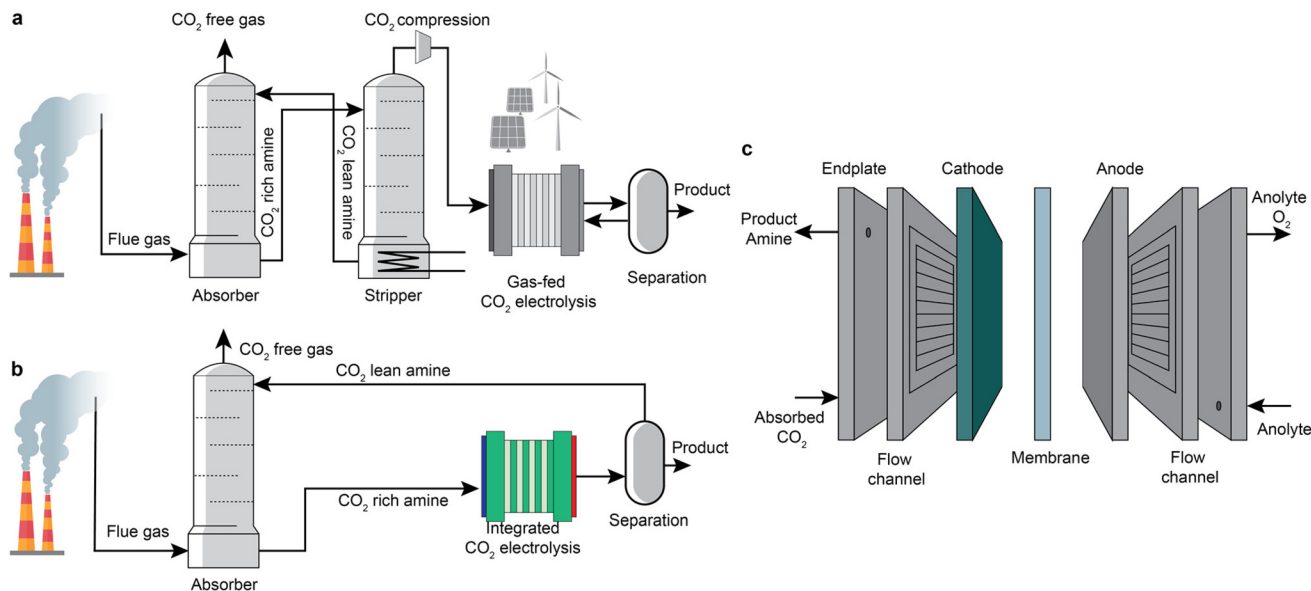 a
CO2 free gas
CO2 compression
CO2 rich amine
CO2 lean amine
Flue gas
Absorber
Stripper
Gas-fed
CO2 electrolysis
Product
Separation
b
CO2 free gas
CO2 lean amine
Flue gas
CO2 rich amine
Absorber
Integrated
CO2 electrolysis
Product
Separation
c
Endplate
Cathode
Anode
Product
Amine
Anolyte
O2
Absorbed
CO2
Anolyte
Flow
channel
Membrane
Flow
channel